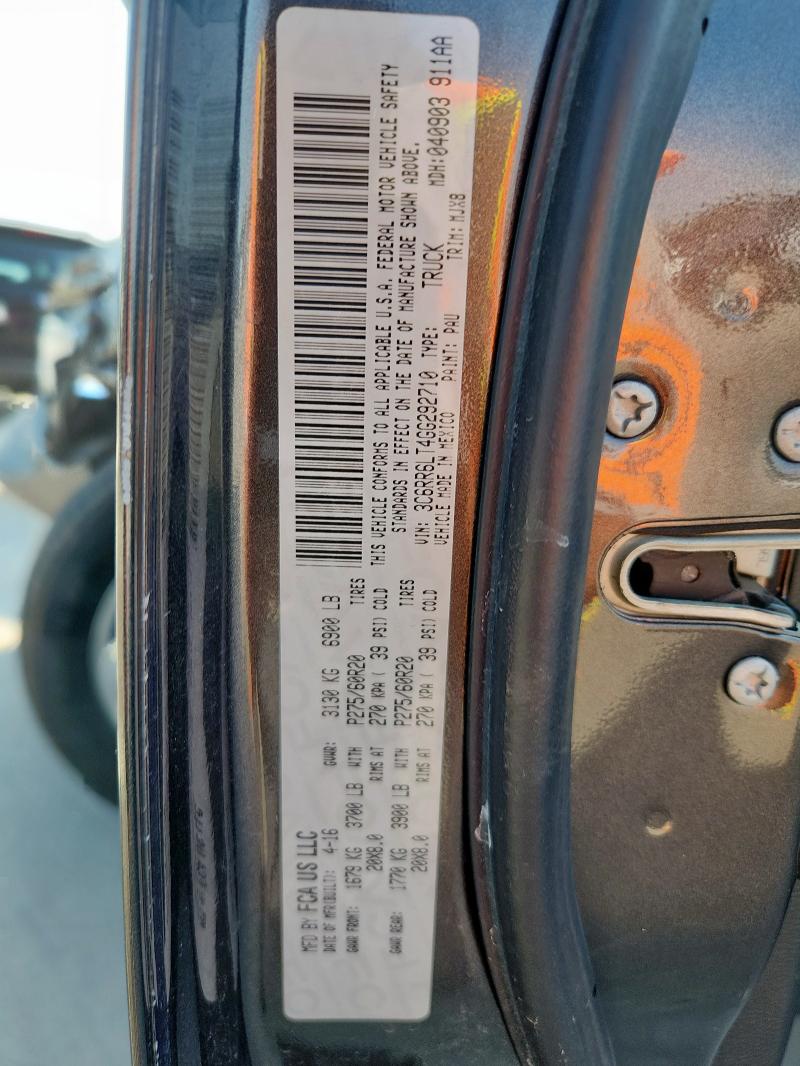 MFD BY FCA US LLC
DATE OF MFR(BUILT): 4-16 GVWR: 3130 KG 6900 LB
GAWR FRONT: 1679 KG 3700 LB WITH P275/60R20 TIRES
20X8.0 RIMS AT 270 KPA ( 39 PSI) COLD
GAWR REAR: 1770 KG 3900 LB WITH P275/60R20 TIRES
20X8.0 RIMS AT 270 KPA ( 39 PSI) COLD
THIS VEHICLE CONFORMS TO ALL APPLICABLE U.S.A. FEDERAL MOTOR VEHICLE SAFETY
STANDARDS IN EFFECT ON THE DATE OF MANUFACTURE SHOWN ABOVE.
VIN: 3C6RR6LT4GG292710 TYPE: TRUCK MDH:040903 911AA
VEHICLE MADE IN MEXICO PAINT: PAU TRIM: MJX8